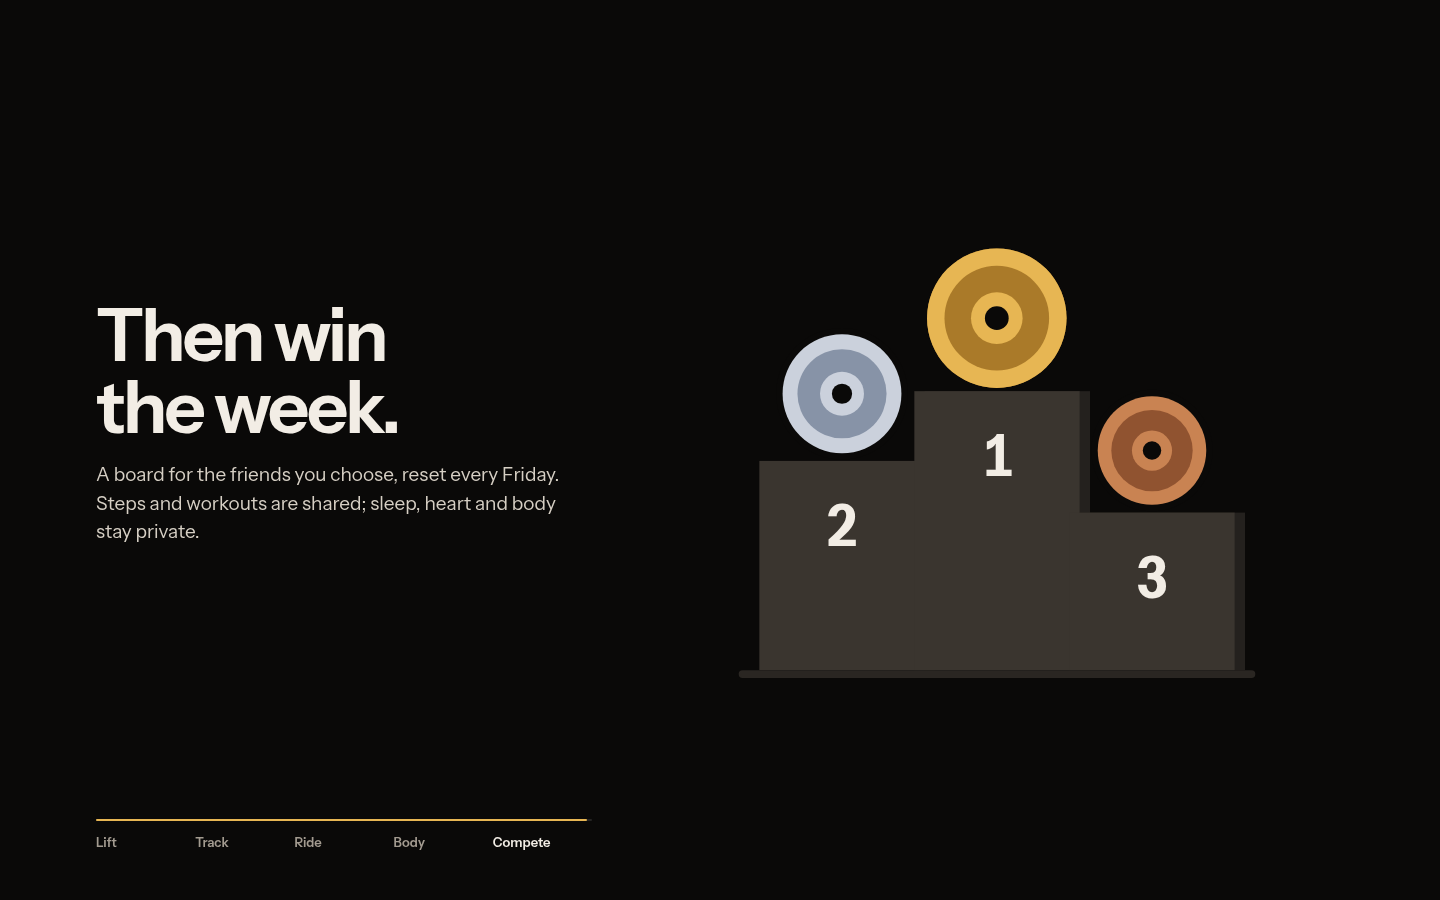 Then win
the week.
A board for the friends you choose, reset every Friday.
Steps and workouts are shared; sleep, heart and body
stay private.
1
2
3
Lift Track Ride Body Compete